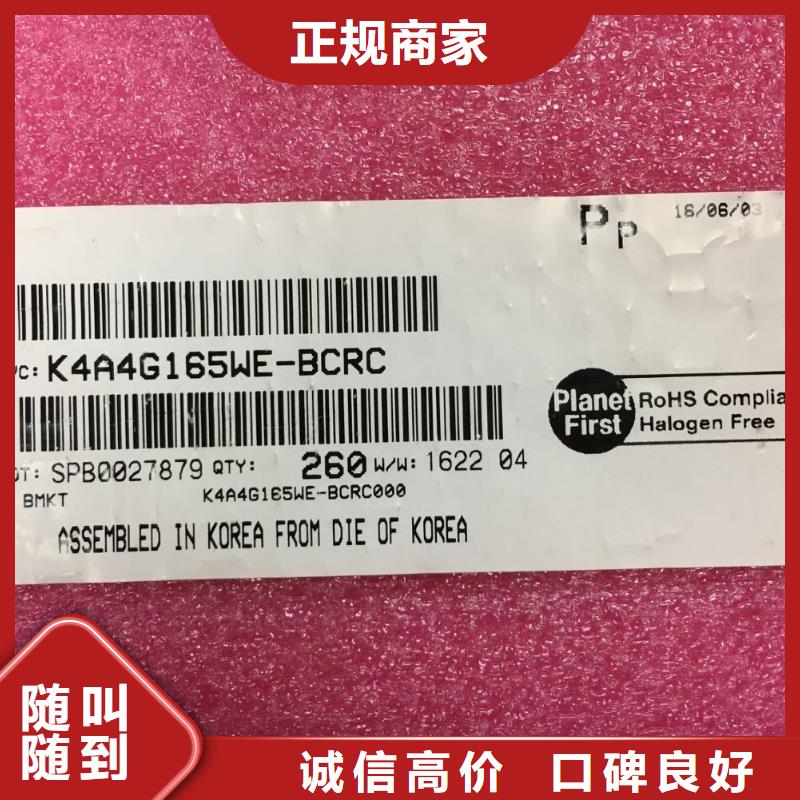 正规商家
Pp 16/06/03
/C: K4A4G165WE-BCRC
OT: SPB0027879 QTY: 260 W/W: 1622 04
BMKT K4A4G165WE-BCRC000
ASSEMBLED IN KOREA FROM DIE OF KOREA
Planet First
RoHS Complia
Halogen Free
随叫
随到
诚信高价 口碑良好